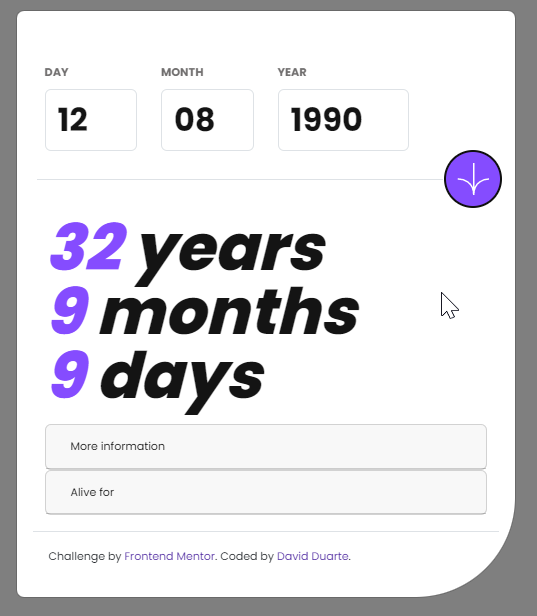 DAY MONTH YEAR
12 08 1990
32 years
9 months
9 days
More information
Alive for
Challenge by Frontend Mentor. Coded by David Duarte.